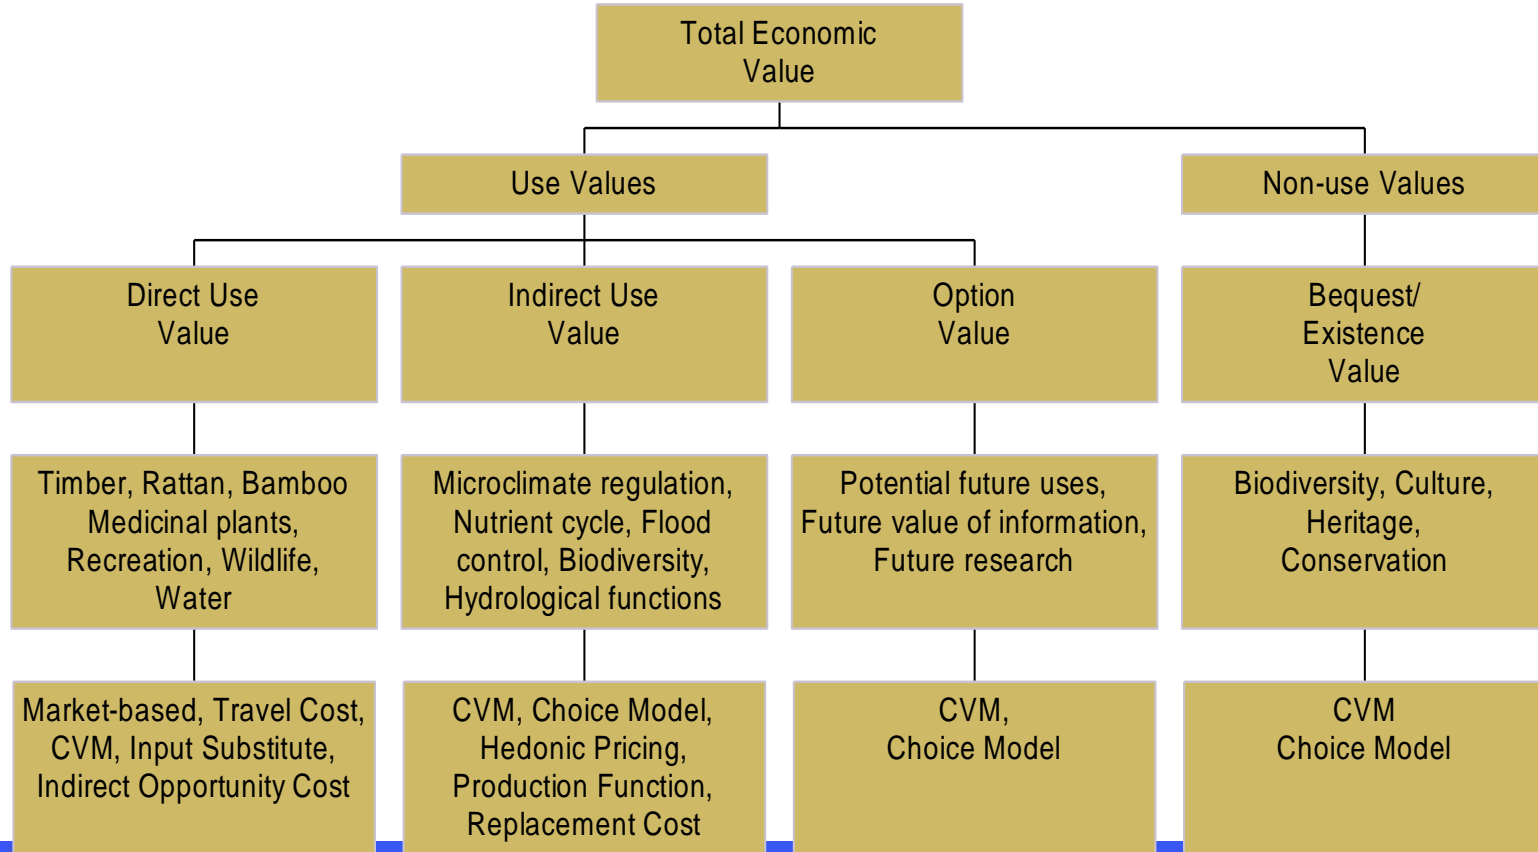 Total Economic
Value
Use Values
Non-use Values
Direct Use
Value
Indirect Use
Value
Option
Value
Bequest/
Existence
Value
Timber, Rattan, Bamboo
Medicinal plants,
Recreation, Wildlife,
Water
Microclimate regulation,
Nutrient cycle, Flood
control, Biodiversity,
Hydrological functions
Potential future uses,
Future value of information,
Future research
Biodiversity, Culture,
Heritage,
Conservation
Market-based, Travel Cost,
CVM, Input Substitute,
Indirect Opportunity Cost
CVM, Choice Model,
Hedonic Pricing,
Production Function,
Replacement Cost
CVM,
Choice Model
CVM
Choice Model